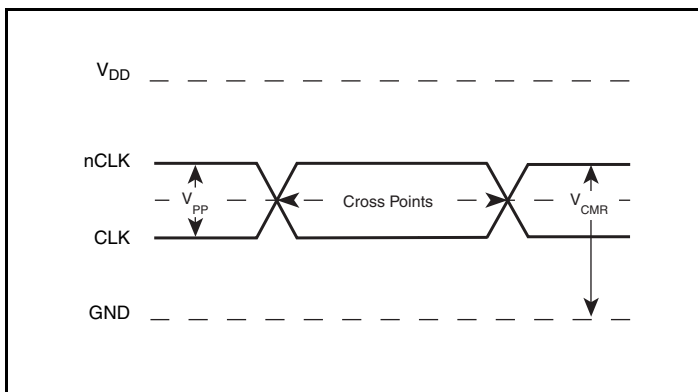 VDD
nCLK
VPP
Cross Points
VCMR
CLK
GND